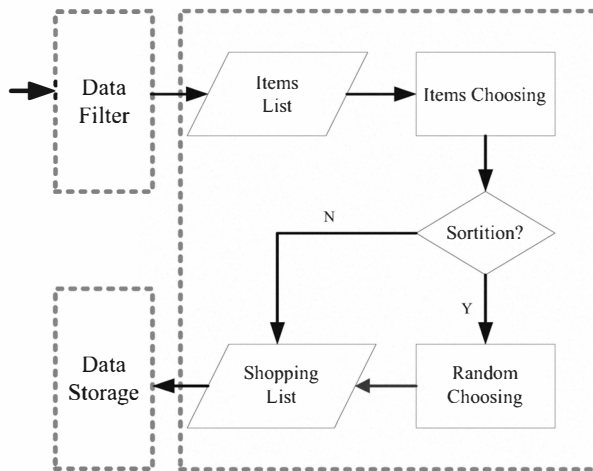 Data
Filter
Items
List
Items Choosing
N
Sortition?
Y
Data
Storage
Shopping
List
Random
Choosing